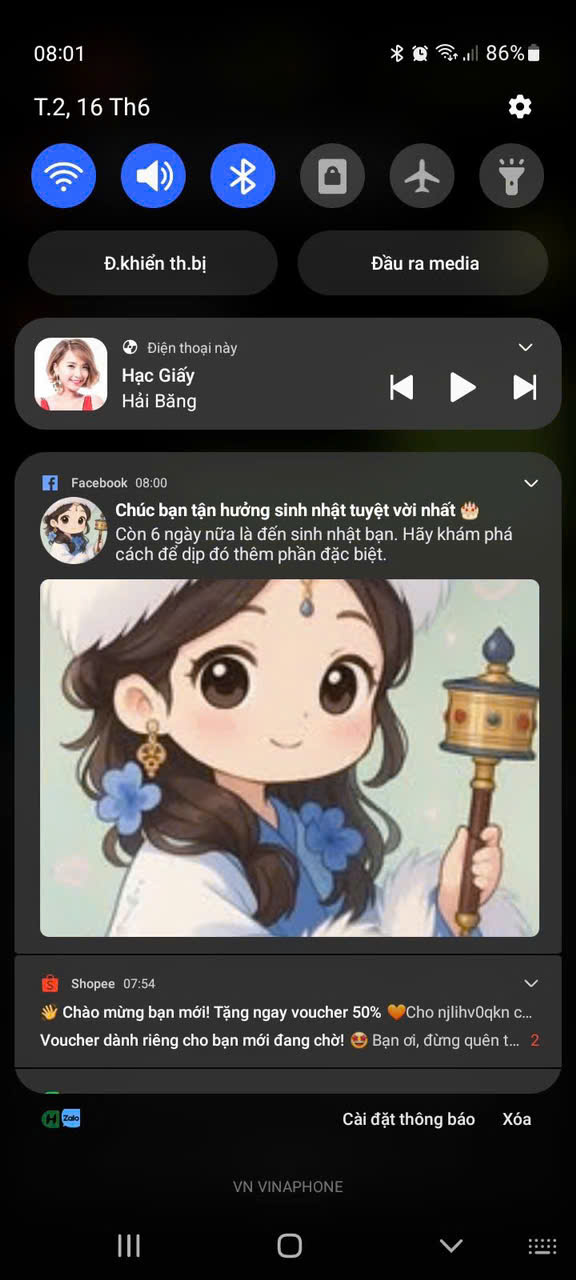 08:01
86%
T.2, 16 Th6
Đ.khiển th.bị
Đầu ra media
Điện thoại này
Hạc Giấy
Hải Băng
Facebook 08:00
Chúc bạn tận hưởng sinh nhật tuyệt vời nhất 🎂
Còn 6 ngày nữa là đến sinh nhật bạn. Hãy khám phá
cách để dịp đó thêm phần đặc biệt.
Shopee 07:54
👋 Chào mừng bạn mới! Tặng ngay voucher 50% 🧡Cho njlihv0qkn c...
Voucher dành riêng cho bạn mới đang chờ! 🤩 Bạn ơi, đừng quên t... 2
Zalo
Cài đặt thông báo
Xóa
VN VINAPHONE